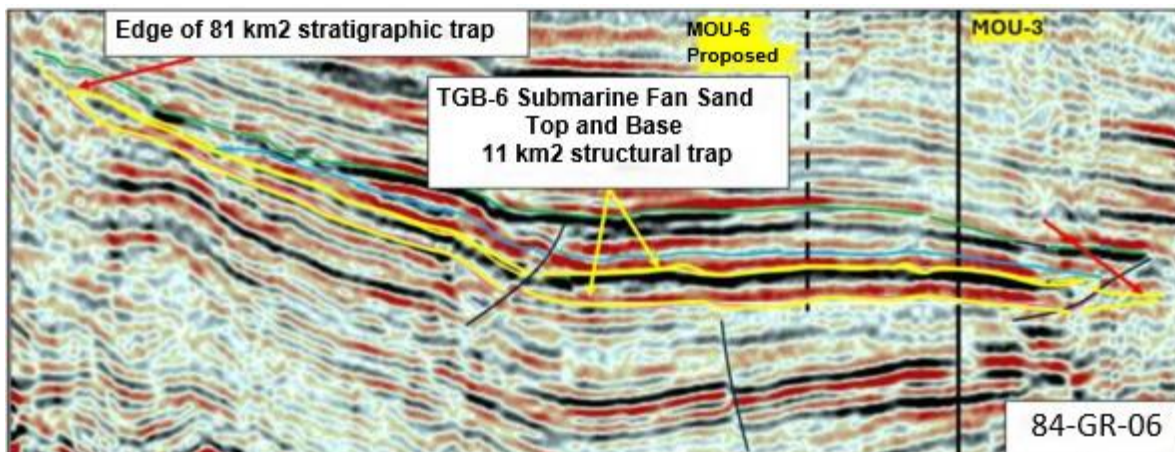 Edge of 81 km2 stratigraphic trap
MOU-6
Proposed
MOU-3
TGB-6 Submarine Fan Sand
Top and Base
11 km2 structural trap
84-GR-06